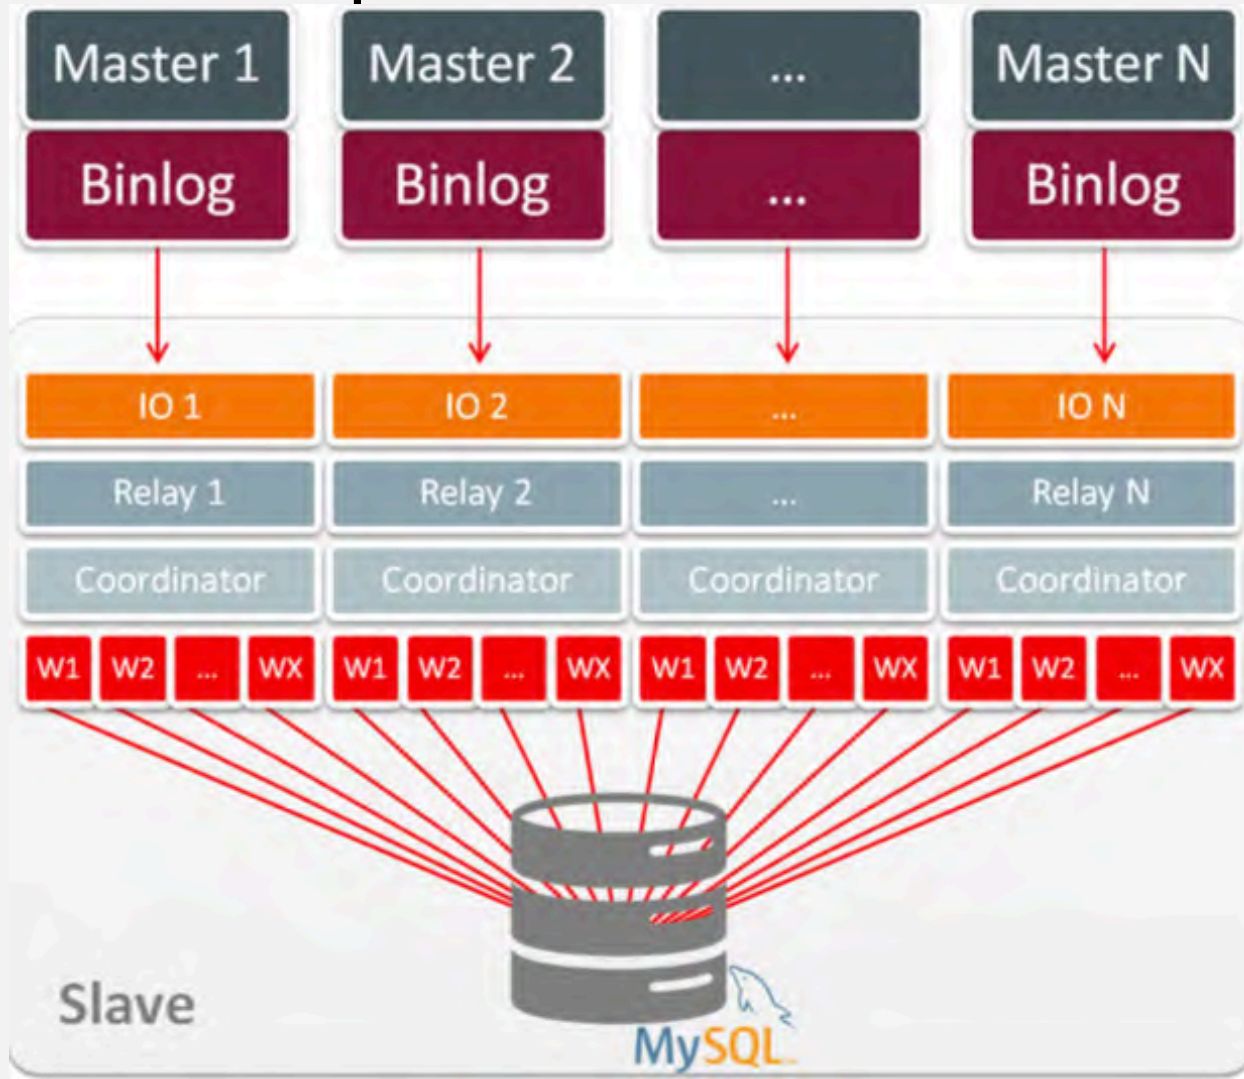 Master 1 Master 2 ... Master N
Binlog Binlog ... Binlog
IO 1 IO 2 ... IO N
Relay 1 Relay 2 ... Relay N
Coordinator Coordinator Coordinator Coordinator
W1 W2 ... WX W1 W2 ... WX W1 W2 ... WX W1 W2 ... WX
Slave
MySQL